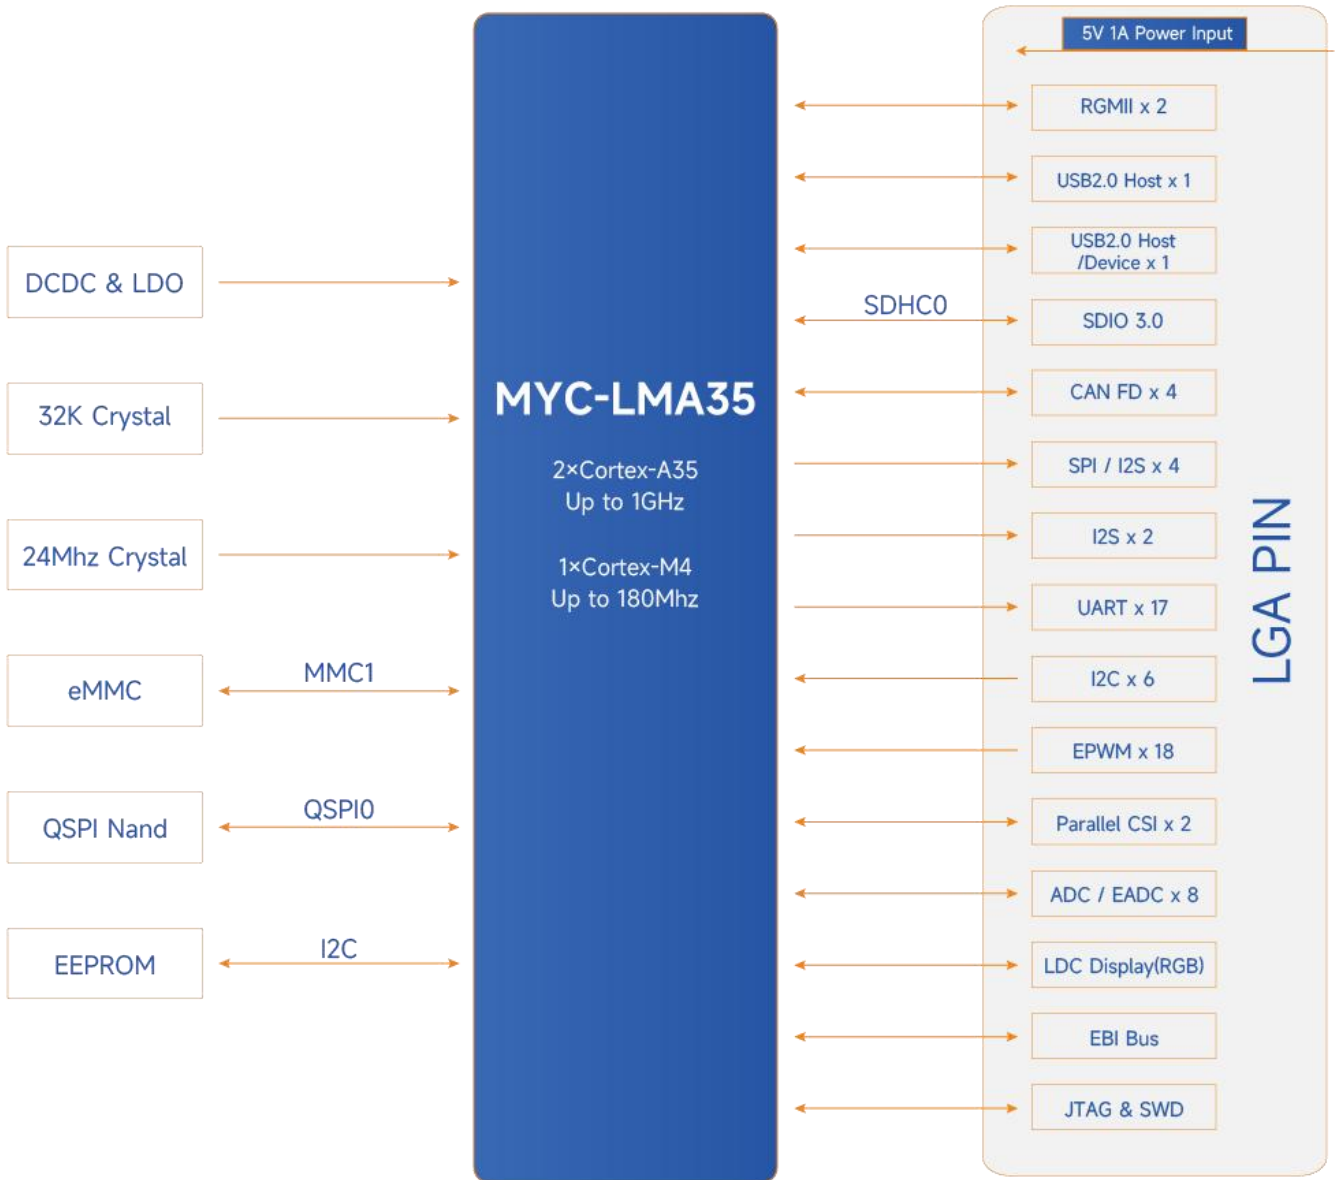 DCDC & LDO
32K Crystal
24Mhz Crystal
eMMC
MMC1
QSPI Nand
QSPI0
EEPROM
I2C
MYC-LMA35
2×Cortex-A35
Up to 1GHz
1×Cortex-M4
Up to 180Mhz
SDHC0
5V 1A Power Input
RGMII x 2
USB2.0 Host x 1
USB2.0 Host
/Device x 1
SDIO 3.0
CAN FD x 4
SPI / I2S x 4
I2S x 2
UART x 17
I2C x 6
EPWM x 18
Parallel CSI x 2
ADC / EADC x 8
LDC Display(RGB)
EBI Bus
JTAG & SWD
LGA PIN